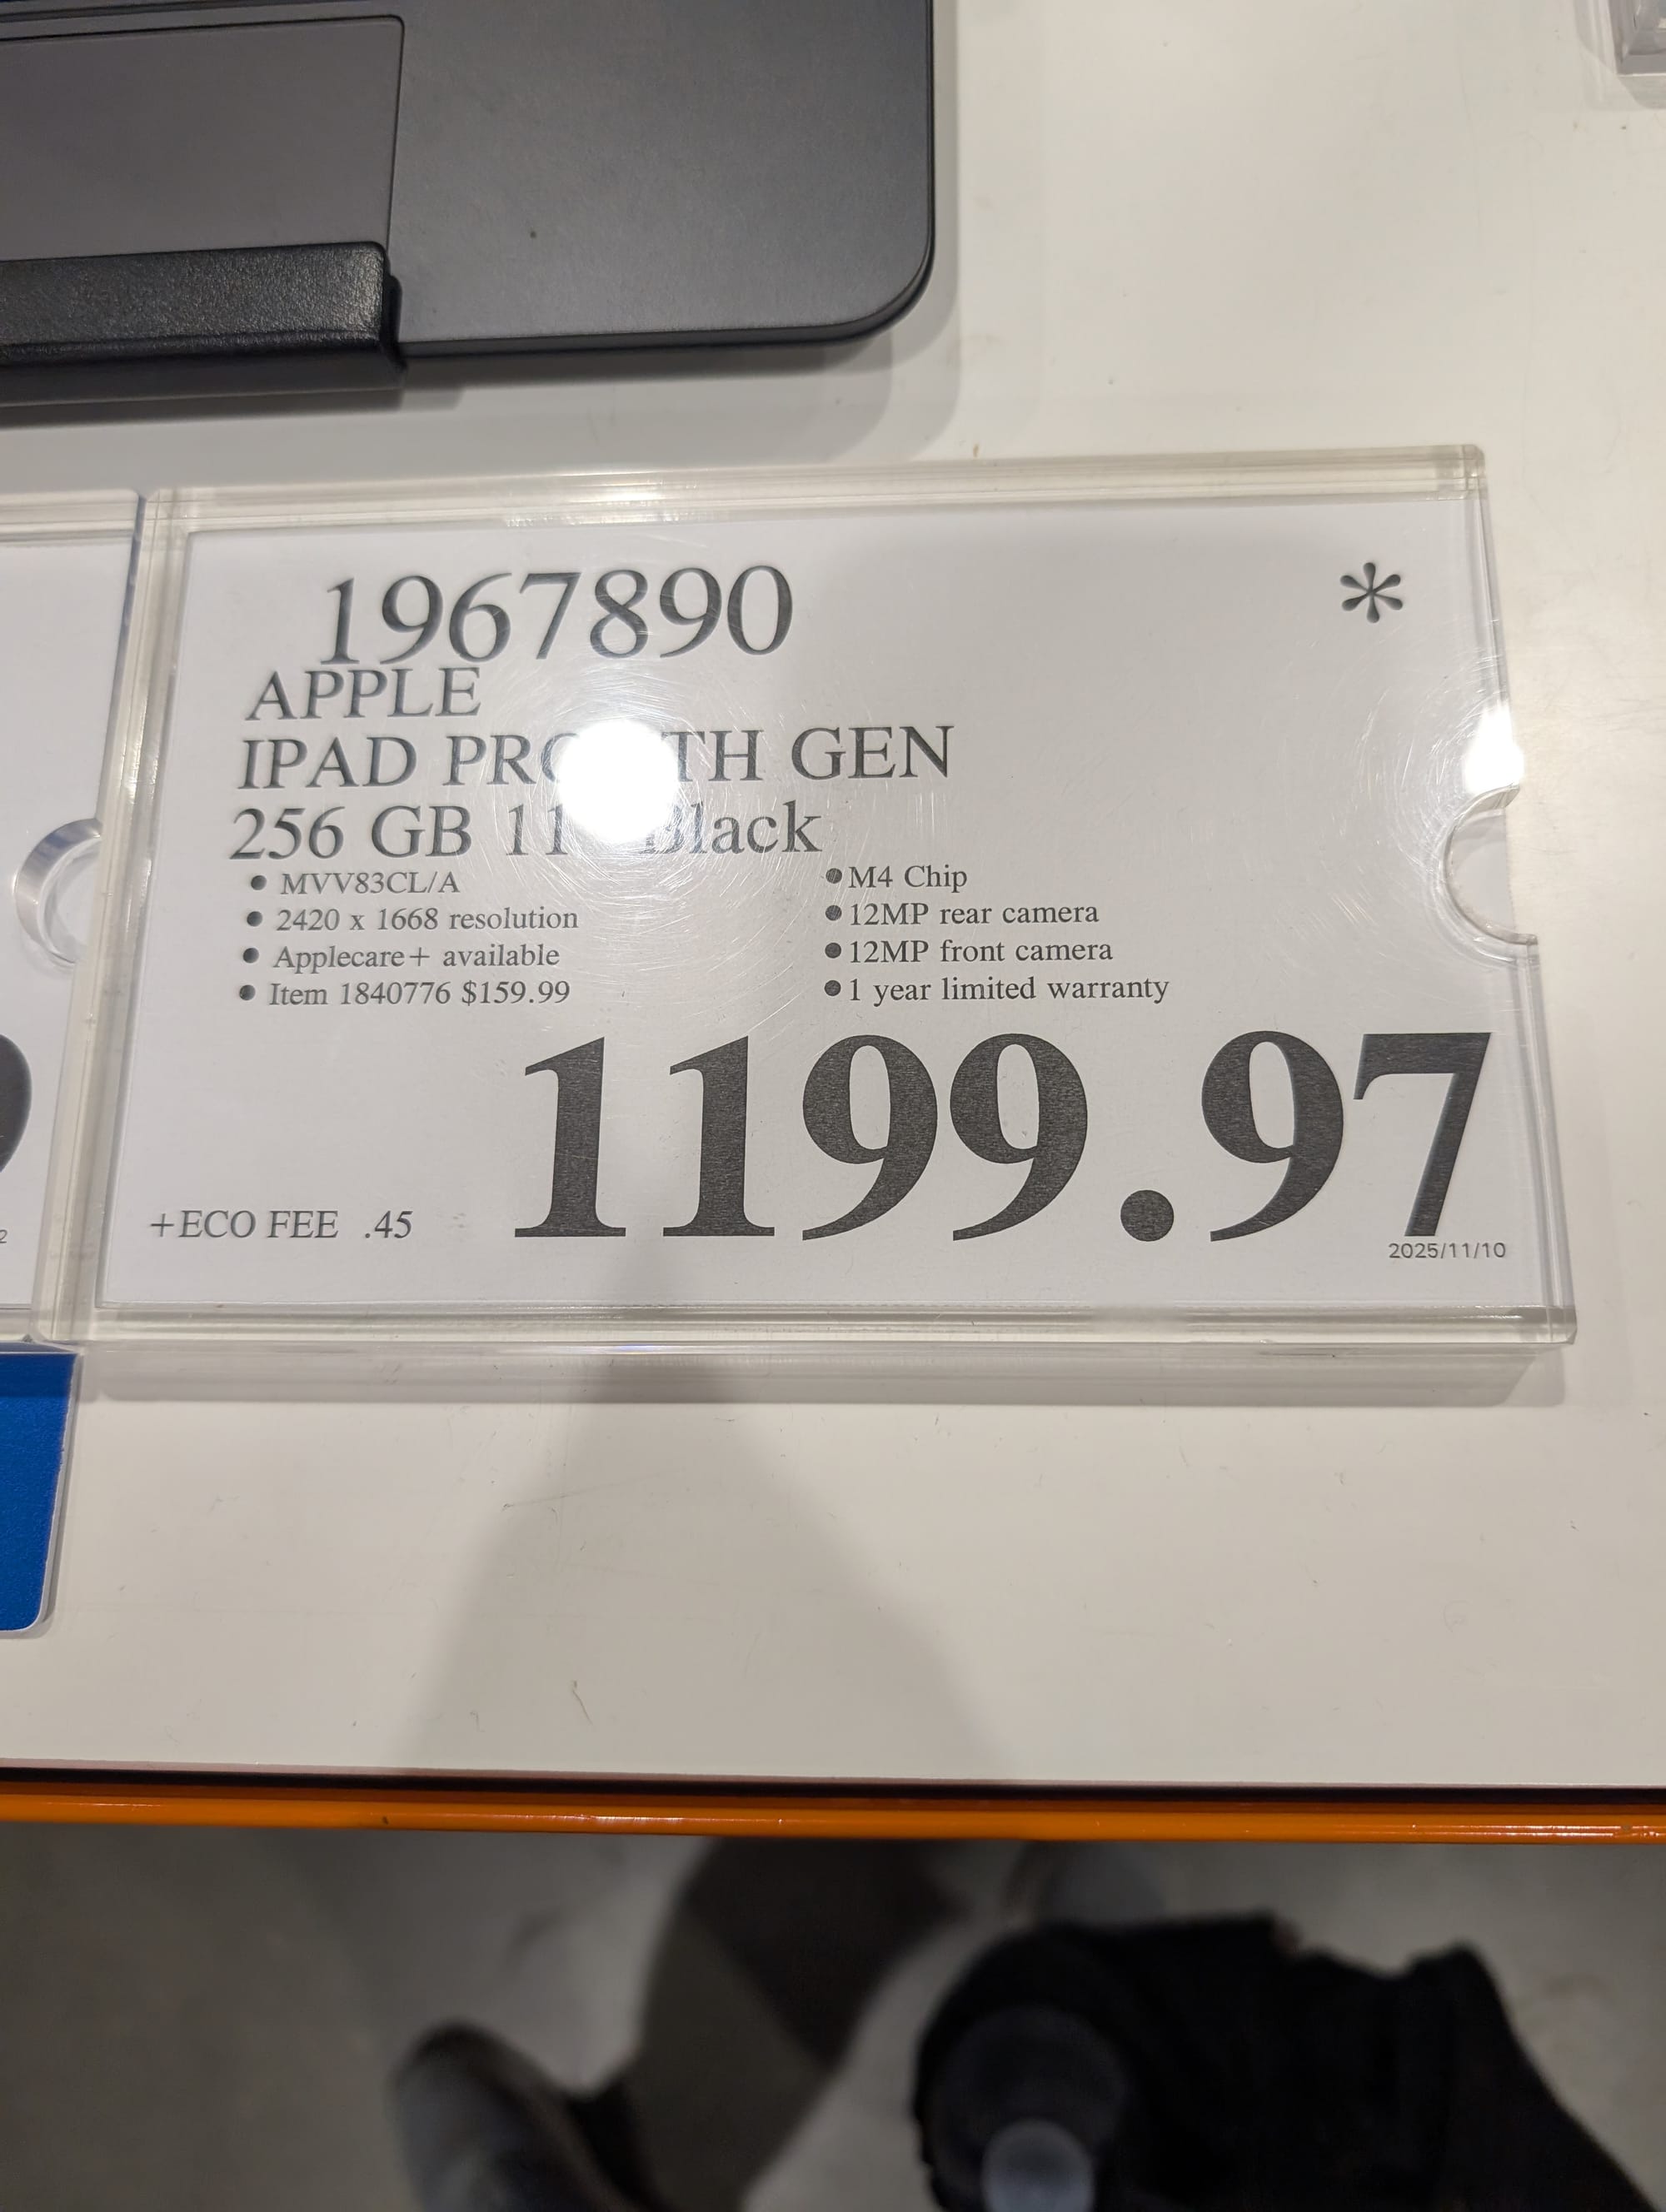 1967890
*
APPLE
IPAD TH GEN
256 GB 11 Black
• MVV83CL/A
• 2420 x 1668 resolution
• Applecare+ available
• Item 1840776 $159.99
• M4 Chip
• 12MP rear camera
• 12MP front camera
• 1 year limited warranty
1199.97
+ECO FEE .45
2025/11/10